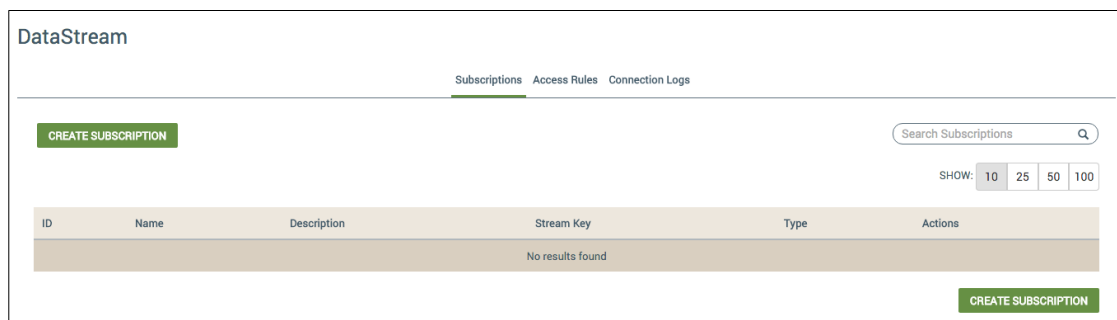 DataStream
Subscriptions Access Rules Connection Logs
CREATE SUBSCRIPTION
Search Subscriptions
SHOW: 10 25 50 100
ID Name Description Stream Key Type Actions
No results found
CREATE SUBSCRIPTION